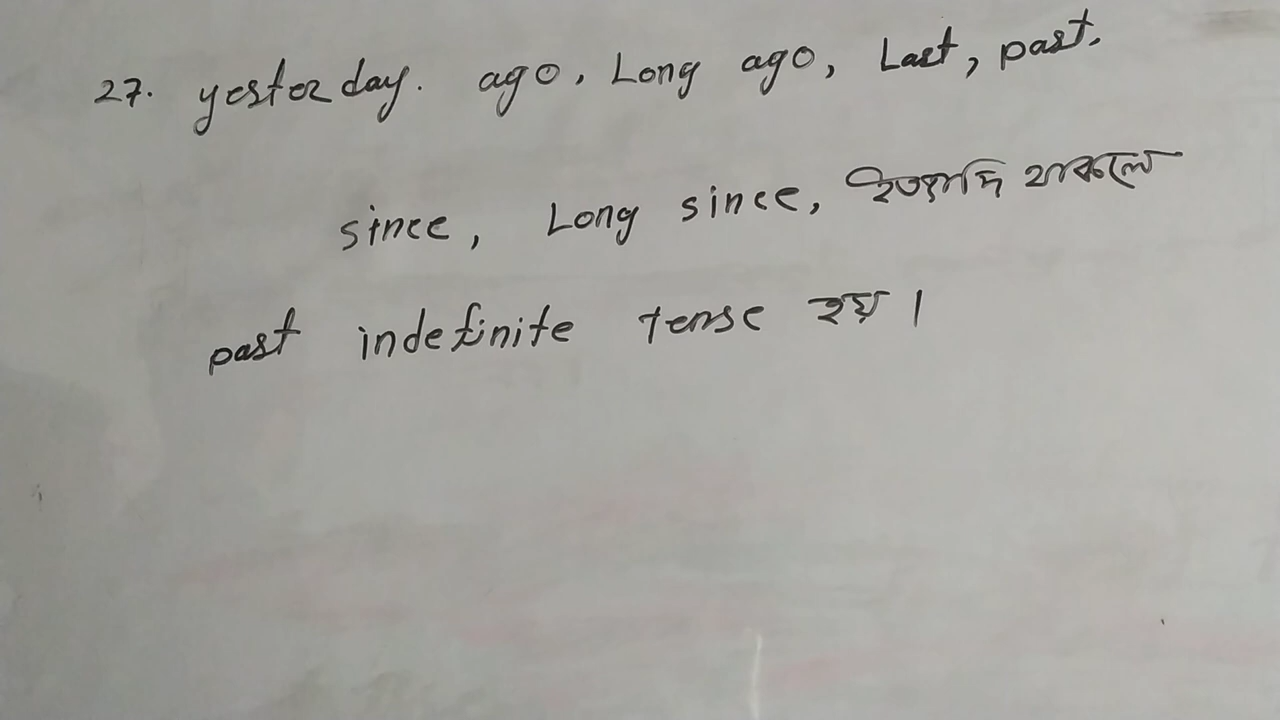 27. yesterday. ago, Long ago, Last, past.
since, Long since, ইত্যাদি থাকলে
past indefinite tense হয়।